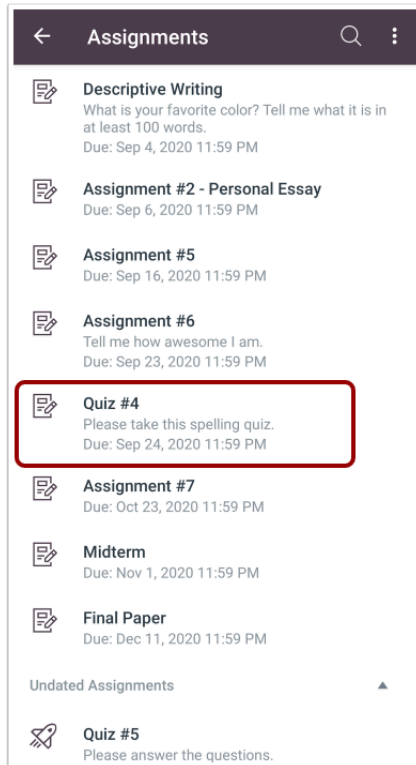 Assignments
Descriptive Writing
What is your favorite color? Tell me what it is in
at least 100 words.
Due: Sep 4, 2020 11:59 PM
Assignment #2 - Personal Essay
Due: Sep 6, 2020 11:59 PM
Assignment #5
Due: Sep 16, 2020 11:59 PM
Assignment #6
Tell me how awesome I am.
Due: Sep 23, 2020 11:59 PM
Quiz #4
Please take this spelling quiz.
Due: Sep 24, 2020 11:59 PM
Assignment #7
Due: Oct 23, 2020 11:59 PM
Midterm
Due: Nov 1, 2020 11:59 PM
Final Paper
Due: Dec 11, 2020 11:59 PM
Undated Assignments
Quiz #5
Please answer the questions.